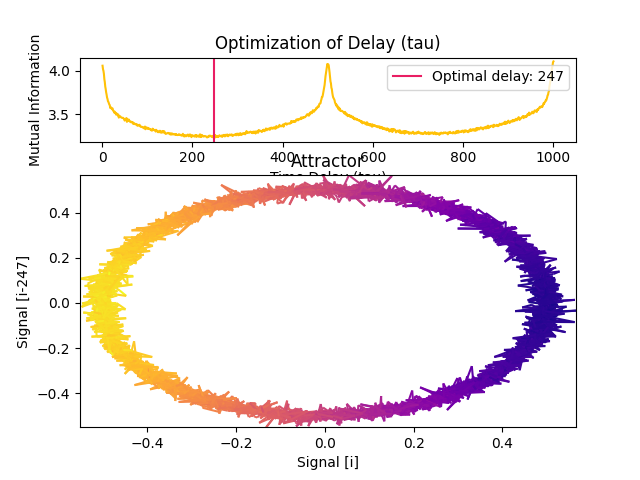 Optimization of Delay (tau)
Mutual Information
4.0
3.5
Optimal delay: 247
0 200 400 600 800 1000
Time Delay (tau)
Attractor
Signal [i-247]
0.4
0.2
0.0
−0.2
−0.4
−0.4 −0.2 0.0 0.2 0.4
Signal [i]